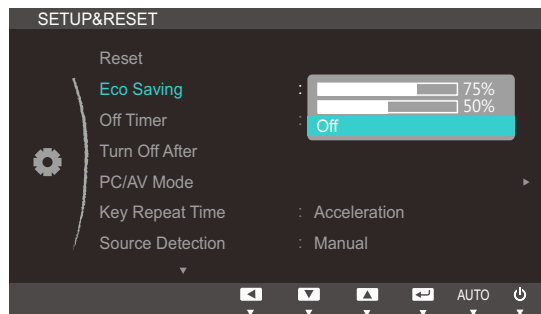 SETUP&RESET
Reset
Eco Saving : 75%
50%
Off Timer : Off
Turn Off After
PC/AV Mode
Key Repeat Time : Acceleration
Source Detection : Manual
AUTO